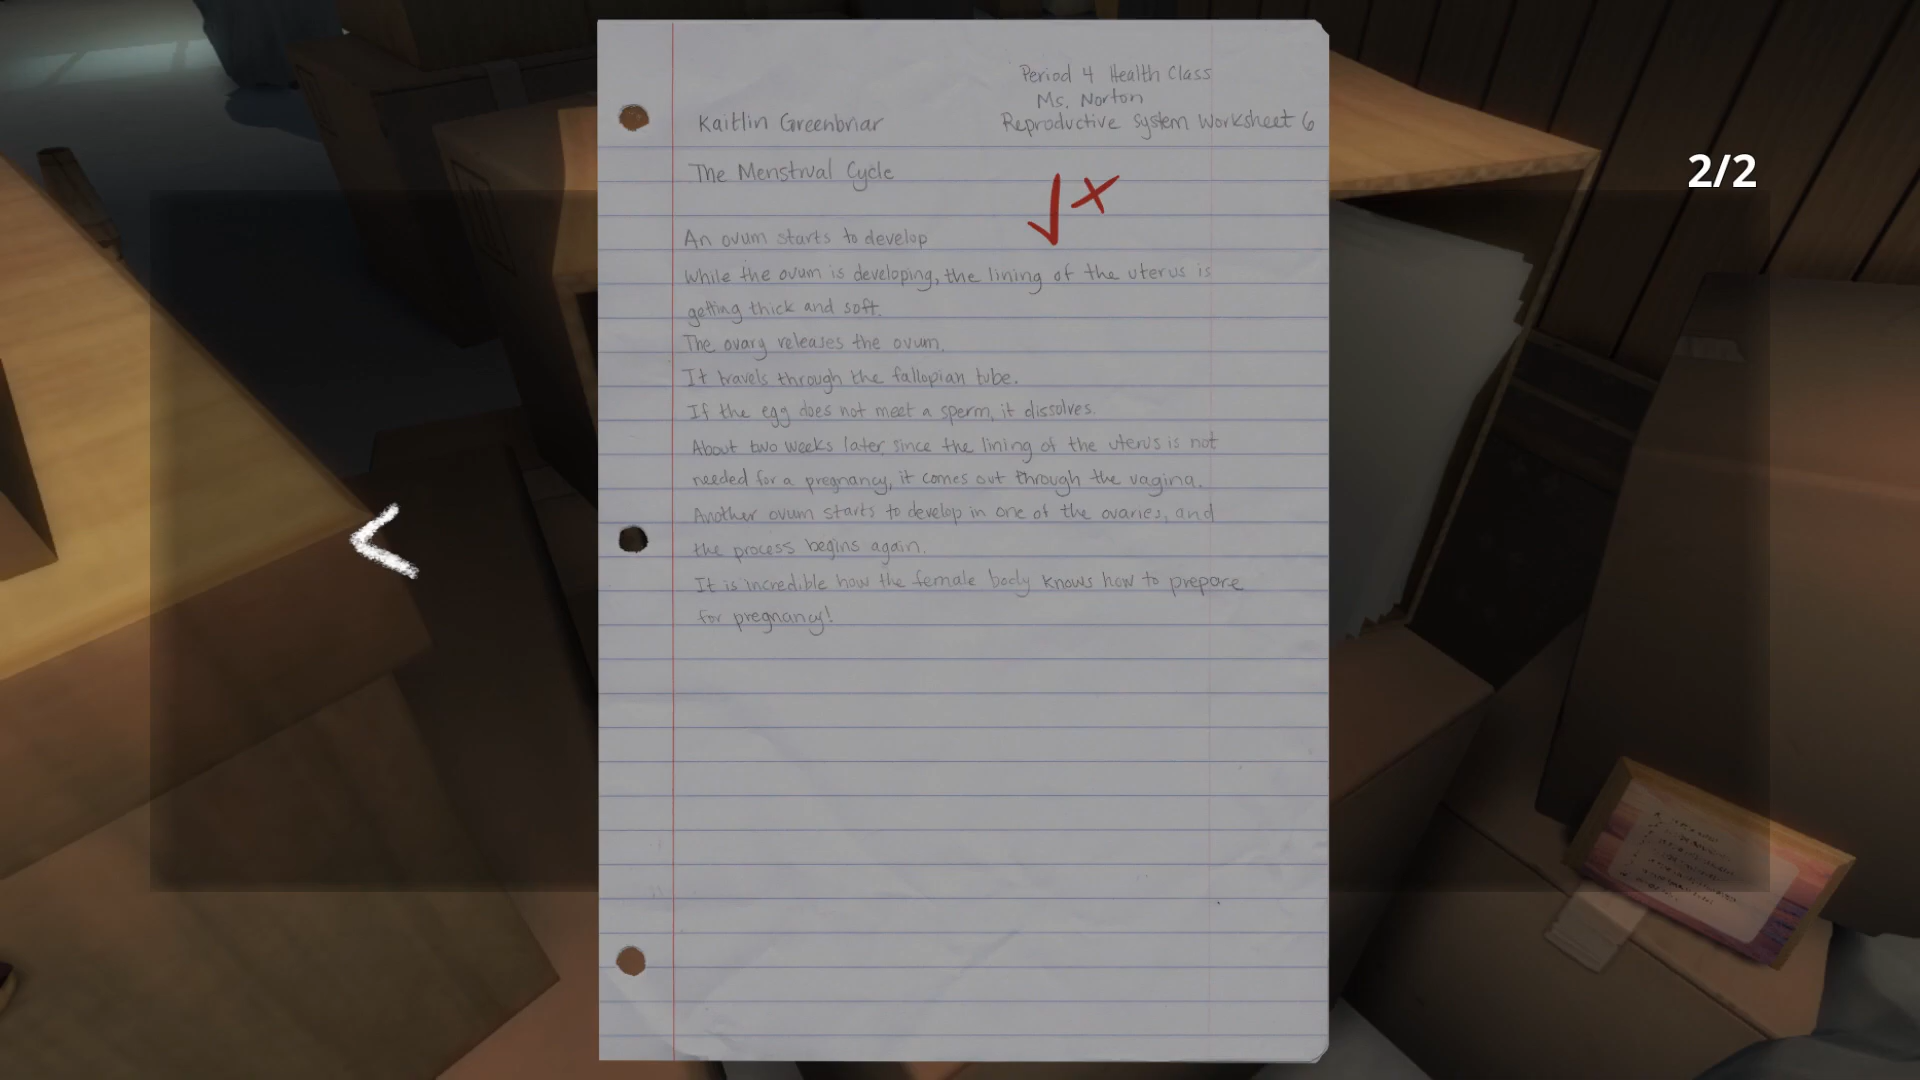 Period 4 Health Class
Ms. Norton
Kaitlin Greenbriar
Reproductive System Worksheet 6
The Menstrual Cycle
2/2
An ovum starts to develop
While the ovum is developing, the lining of the uterus is
getting thick and soft.
The ovary releases the ovum.
It travels through the fallopian tube.
If the egg does not meet a sperm, it dissolves.
About two weeks later, since the lining of the uterus is not
needed for a pregnancy, it comes out through the vagina.
Another ovum starts to develop in one of the ovaries, and
the process begins again.
It is incredible how the female body knows how to prepare
for pregnancy!